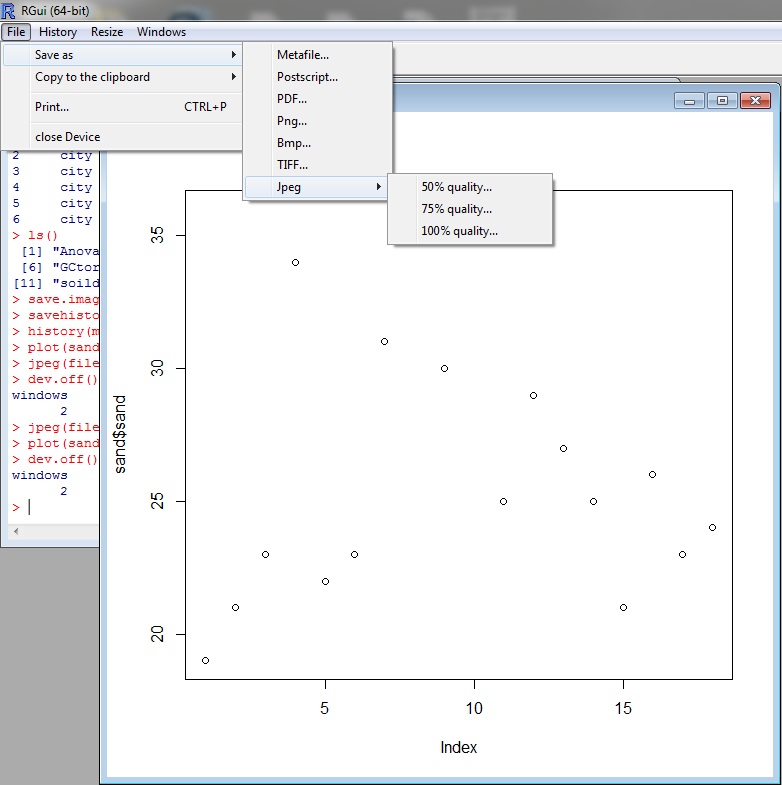 RGui (64-bit)
File History Resize Windows
Save as
Copy to the clipboard
Print... CTRL+P
close Device
Metafile...
Postscript...
PDF...
Png...
Bmp...
TIFF...
Jpeg
50% quality...
75% quality...
100% quality...
2 city
3 city
4 city
5 city
6 city
> ls()
[1] "Anova
[6] "GCtor
[11] "soild
> save.imag
> savehisto
> history(m
> plot(sand
> jpeg(file
> dev.off()
windows
2
> jpeg(file
> plot(sand
> dev.off()
windows
2
>
sand$sand
35
30
25
20
5 10 15
Index